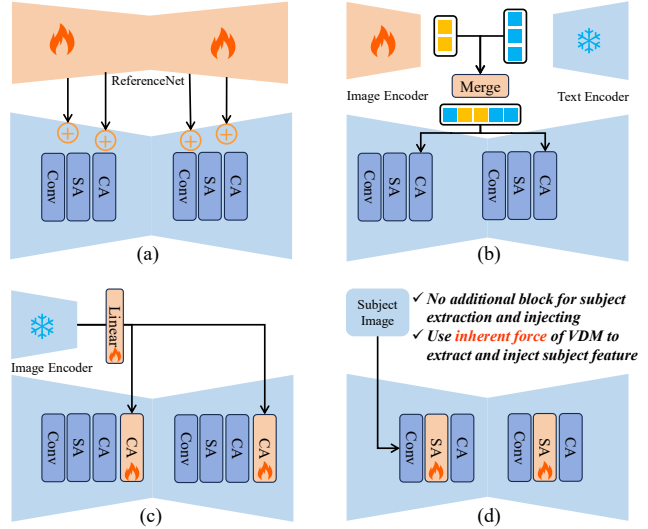 ReferenceNet
Conv
SA
CA
Conv
SA
CA
(a)
Image Encoder
Text Encoder
Merge
Conv
SA
CA
Conv
SA
CA
(b)
Image Encoder
Linear
Conv
SA
CA
CA
Conv
SA
CA
CA
(c)
Subject
Image
✓ No additional block for subject
extraction and injecting
✓ Use inherent force of VDM to
extract and inject subject feature
Conv
SA
CA
Conv
SA
CA
(d)